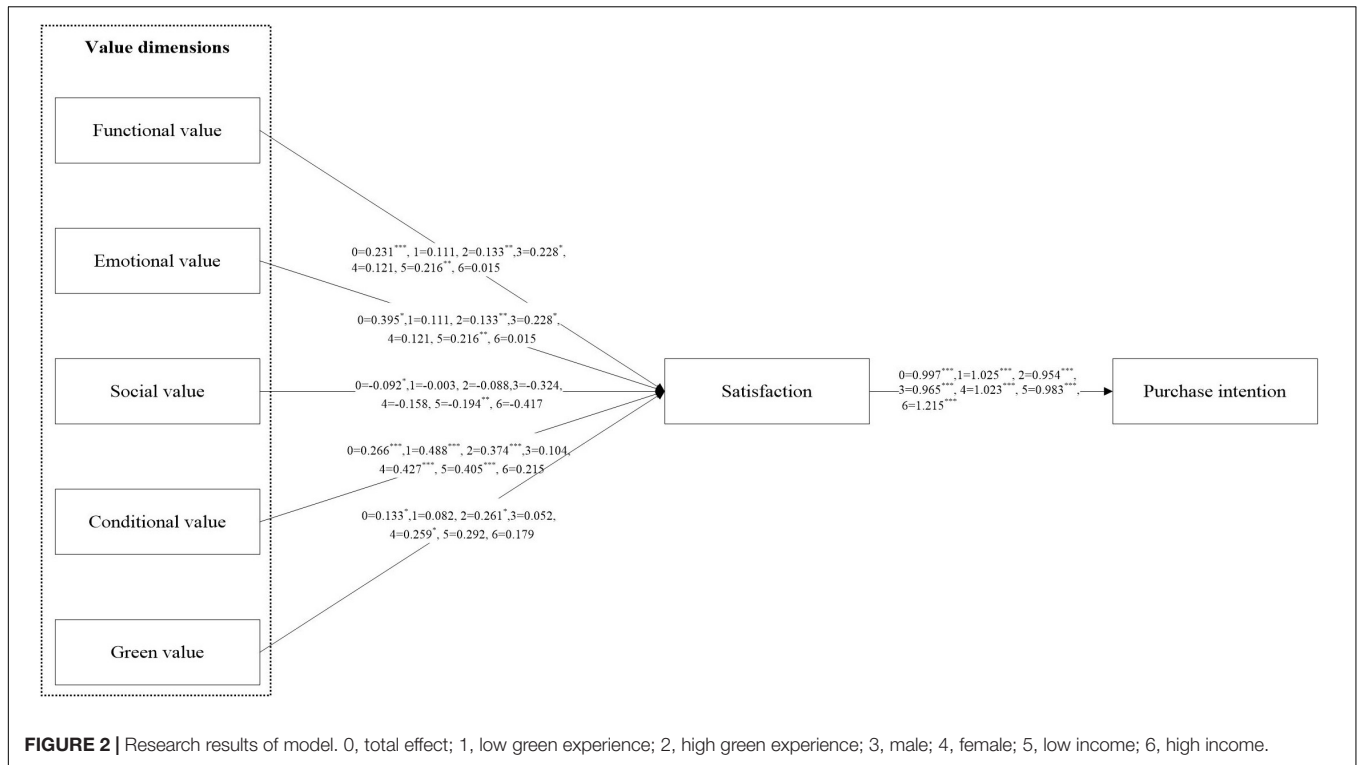 Value dimensions
Functional value
Emotional value
Social value
Conditional value
Green value
0=0.231***, 1=0.111, 2=0.133**,3=0.228*,
4=0.121, 5=0.216**, 6=0.015
0=0.395*,1=0.111, 2=0.133**,3=0.228*,
4=0.121, 5=0.216**, 6=0.015
0=-0.092*,1=-0.003, 2=-0.088,3=-0.324,
4=-0.158, 5=-0.194**, 6=-0.417
0=0.266***,1=0.488***, 2=0.374***,3=0.104,
4=0.427***, 5=0.405***, 6=0.215
0=0.133*,1=0.082, 2=0.261*,3=0.052,
4=0.259*, 5=0.292, 6=0.179
Satisfaction
0=0.997***,1=1.025***, 2=0.954***,
3=0.965***, 4=1.023***, 5=0.983***,
6=1.215***
Purchase intention
FIGURE 2 | Research results of model. 0, total effect; 1, low green experience; 2, high green experience; 3, male; 4, female; 5, low income; 6, high income.